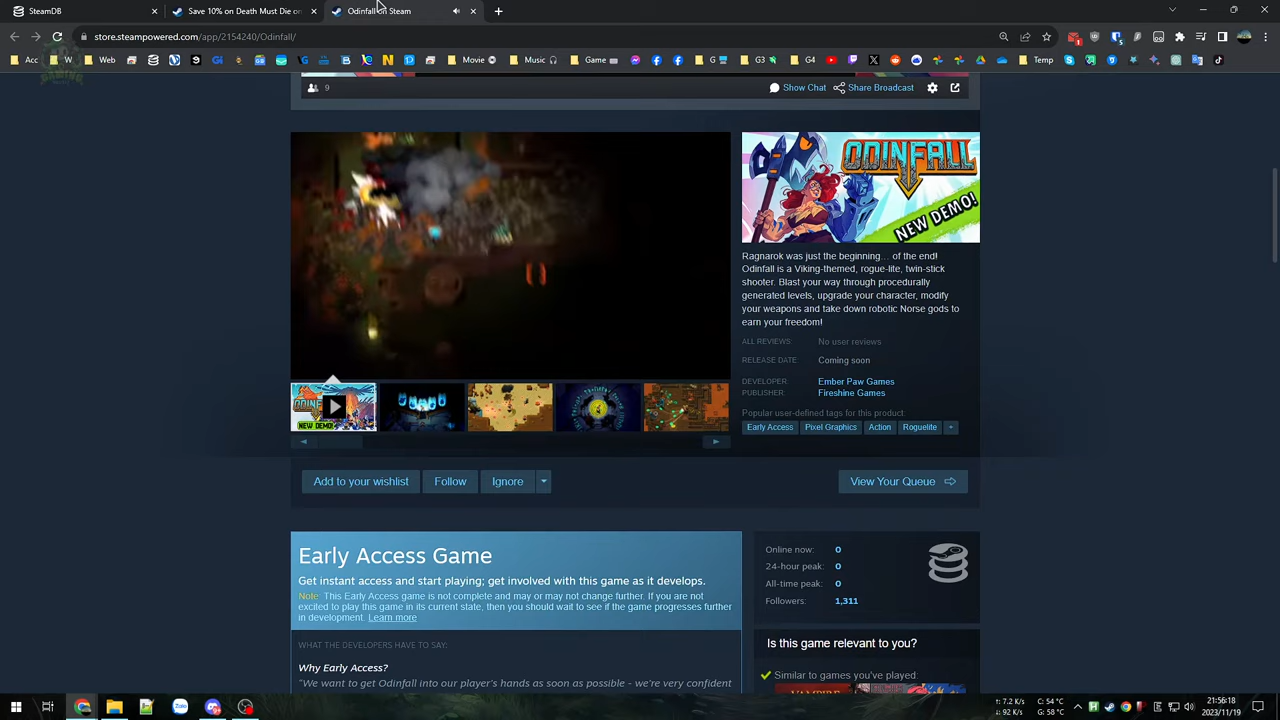 SteamDB
Save 10% on Death Must Die on
Odinfall on Steam
store.steampowered.com/app/2154240/Odinfall/
Acc
W
Web
G1
Movie
Music
Game
G
G3
G4
Temp
9
Show Chat
Share Broadcast
ODINFALL
NEW DEMO!
Ragnarok was just the beginning… of the end!
Odinfall is a Viking-themed, rogue-lite, twin-stick
shooter. Blast your way through procedurally
generated levels, upgrade your character, modify
your weapons and take down robotic Norse gods to
earn your freedom!
ALL REVIEWS: No user reviews
RELEASE DATE: Coming soon
DEVELOPER: Ember Paw Games
PUBLISHER: Fireshine Games
Popular user-defined tags for this product:
Early Access Pixel Graphics Action Roguelite +
NEW DEMO!
Add to your wishlist Follow Ignore
View Your Queue
Early Access Game
Get instant access and start playing; get involved with this game as it develops.
Note: This Early Access game is not complete and may or may not change further. If you are not
excited to play this game in its current state, then you should wait to see if the game progresses further
in development. Learn more
WHAT THE DEVELOPERS HAVE TO SAY:
Why Early Access?
"We want to get Odinfall into our player's hands as soon as possible - we're very confident
Online now: 0
24-hour peak: 0
All-time peak: 0
Followers: 1,311
Is this game relevant to you?
Similar to games you've played:
VAMPIRE
7.2 K/s
92 K/s
C: 54 °C
G: 58 °C
21:56:18
2023/11/19